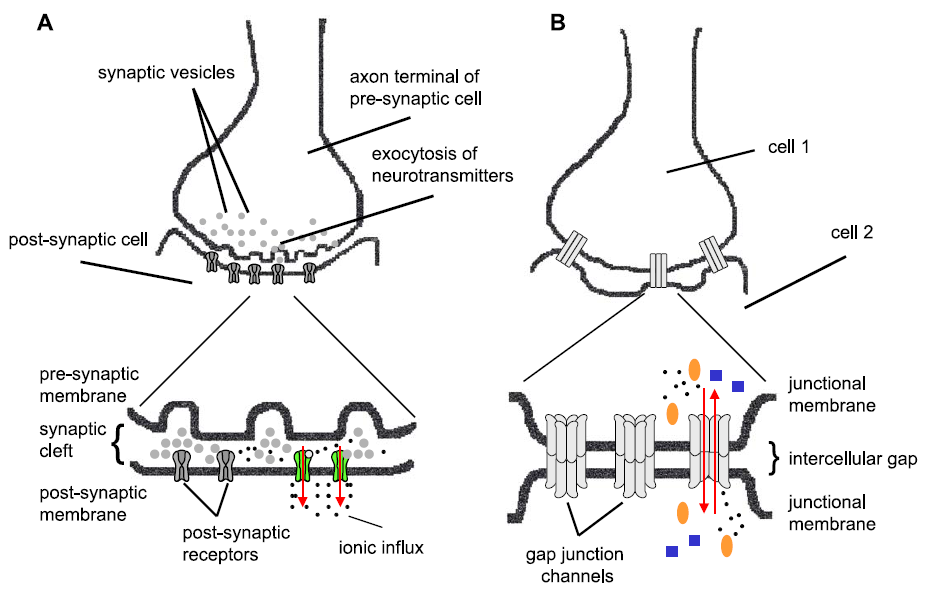 A
synaptic vesicles
axon terminal of
pre-synaptic cell
exocytosis of
neurotransmitters
post-synaptic cell
pre-synaptic
membrane
synaptic
cleft
post-synaptic
membrane
post-synaptic
receptors
ionic influx
B
cell 1
cell 2
junctional
membrane
intercellular gap
junctional
membrane
gap junction
channels